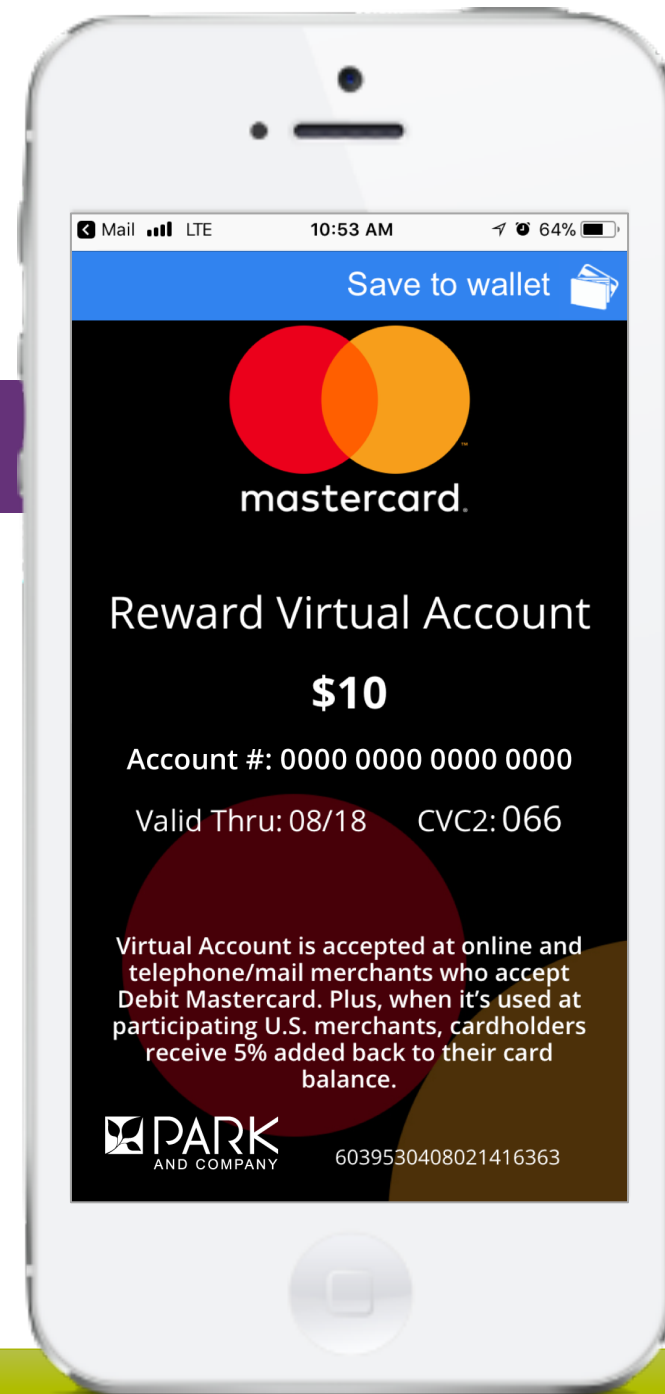 Mail LTE 10:53 AM 64%
Save to wallet
mastercard.
Reward Virtual Account
$10
Account #: 0000 0000 0000 0000
Valid Thru: 08/18 CVC2: 066
Virtual Account is accepted at online and
telephone/mail merchants who accept
Debit Mastercard. Plus, when it’s used at
participating U.S. merchants, cardholders
receive 5% added back to their card
balance.
PARK
AND COMPANY
6039530408021416363